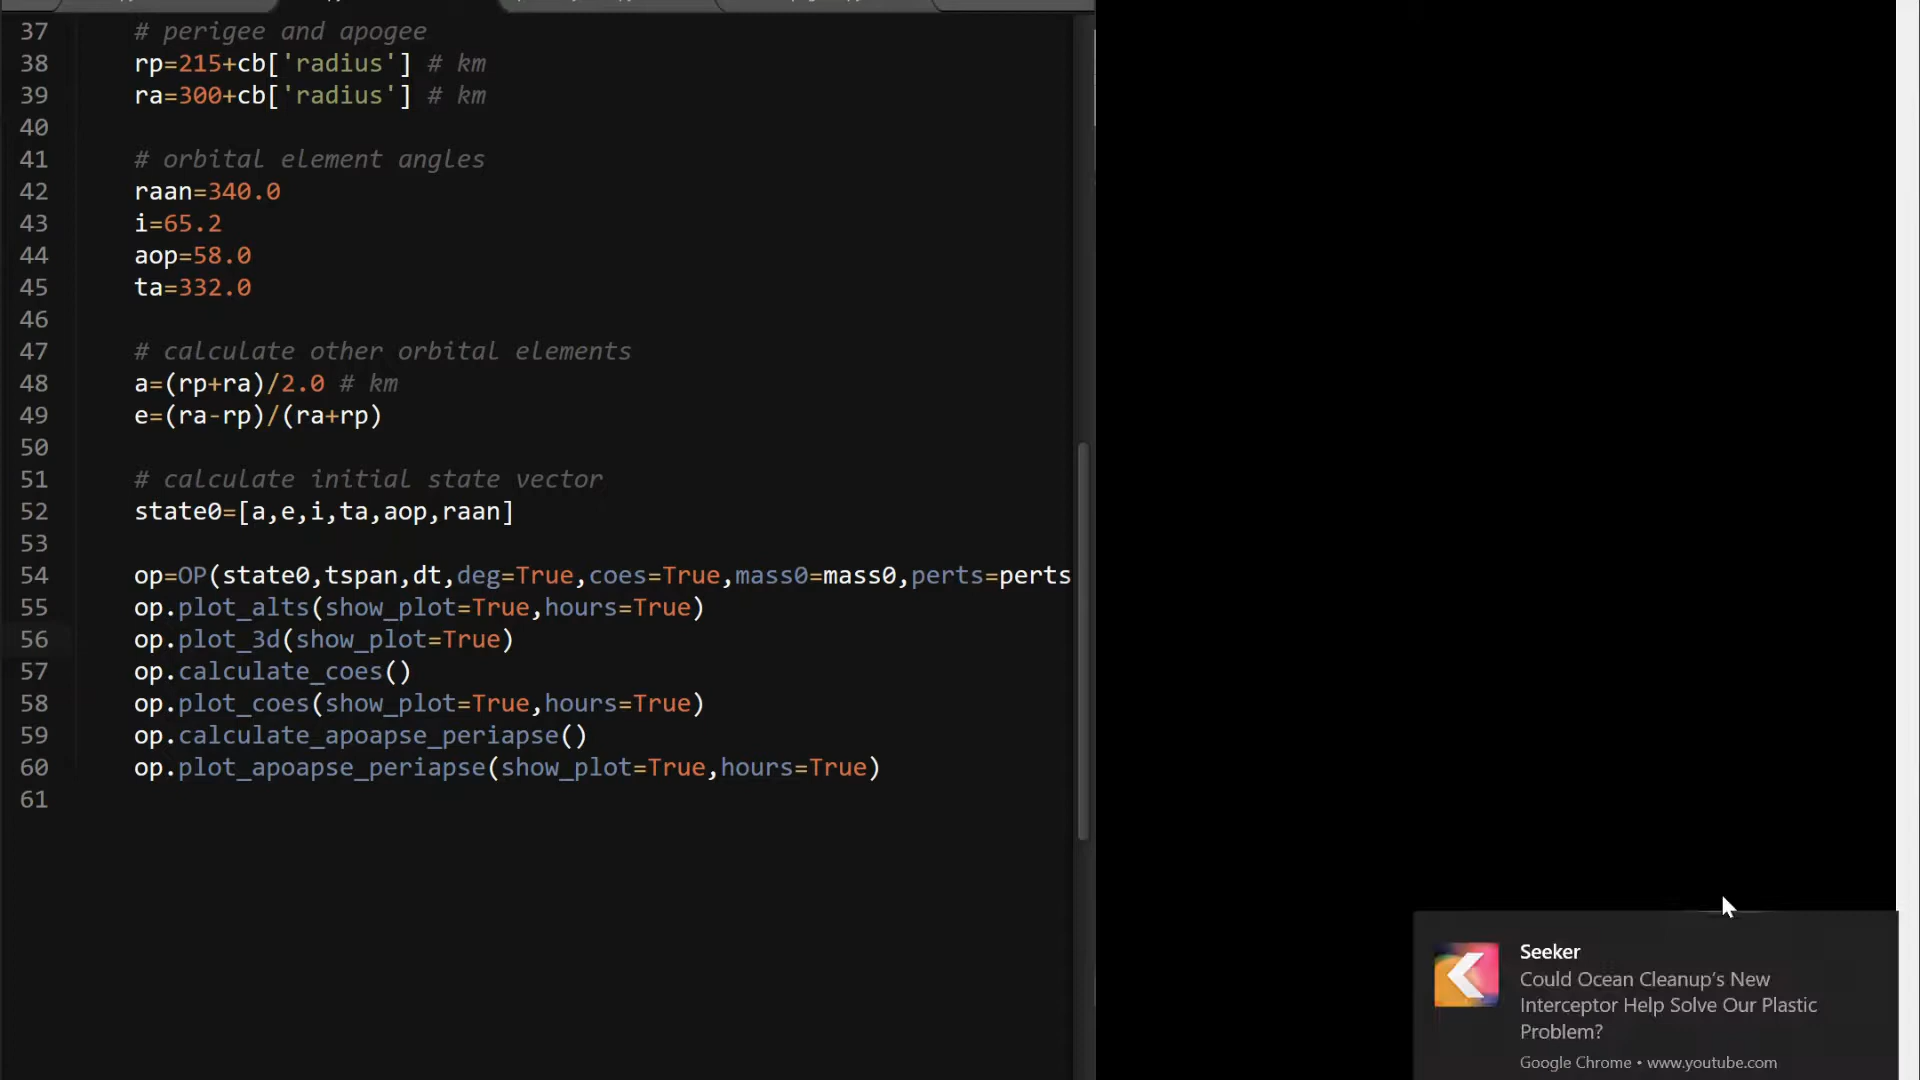 37 # perigee and apogee
38 rp=215+cb['radius'] # km
39 ra=300+cb['radius'] # km
40
41 # orbital element angles
42 raan=340.0
43 i=65.2
44 aop=58.0
45 ta=332.0
46
47 # calculate other orbital elements
48 a=(rp+ra)/2.0 # km
49 e=(ra-rp)/(ra+rp)
50
51 # calculate initial state vector
52 state0=[a,e,i,ta,aop,raan]
53
54 op=OP(state0,tspan,dt,deg=True,coes=True,mass0=mass0,perts=perts
55 op.plot_alts(show_plot=True,hours=True)
56 op.plot_3d(show_plot=True)
57 op.calculate_coes()
58 op.plot_coes(show_plot=True,hours=True)
59 op.calculate_apoapse_periapse()
60 op.plot_apoapse_periapse(show_plot=True,hours=True)
61
Seeker
Could Ocean Cleanup's New
Interceptor Help Solve Our Plastic
Problem?
Google Chrome • www.youtube.com